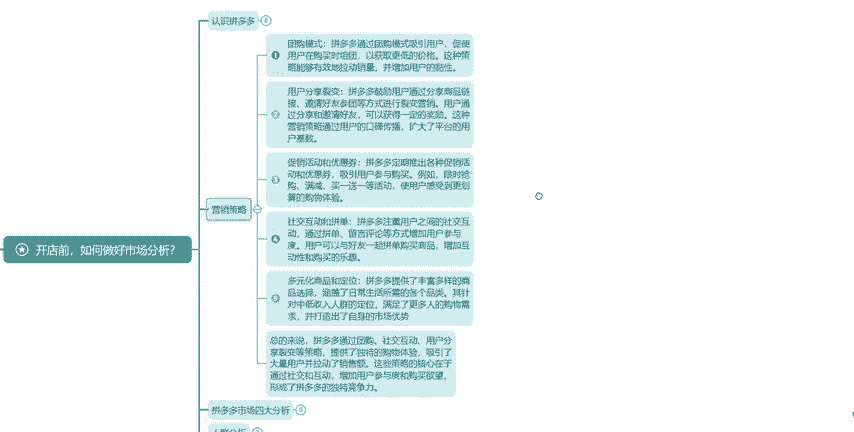 认识拼多多 8
① 团购模式：拼多多通过团购模式吸引用户，促使
用户在购买时组团，以获取更低的价格。这种策
略能够有效地拉动销量，并增加用户的黏性。
② 用户分享裂变：拼多多鼓励用户通过分享商品链
接、邀请好友参团等方式进行裂变营销。用户通
过分享和邀请好友，可以获得一定的奖励。这种
营销策略通过用户的口碑传播，扩大了平台的用
户基数。
③ 促销活动和优惠券：拼多多定期推出各种促销活
动和优惠券，吸引用户参与购买。例如，限时抢
购、满减、买一送一等活动，使用户感受到更划
算的购物体验。
营销策略
④ 社交互动和拼单：拼多多注重用户之间的社交互
动，通过拼单、留言评论等方式增加用户参与
度。用户可以与好友一起拼单购买商品，增加互
动性和购买的乐趣。
开店前，如何做好市场分析？
⑤ 多元化商品和定位：拼多多提供了丰富多样的商
品选择，涵盖了日常生活所需的各个品类。其针
对中低收入人群的定位，满足了更多人的购物需
求，并打造出了自身的市场优势
总的来说，拼多多通过团购、社交互动、用户分
享裂变等策略，提供了独特的购物体验，吸引了
大量用户并拉动了销售额。这些策略的核心在于
通过社交和互动，增加用户参与度和购买欲望，
形成了拼多多的独特竞争力。
拼多多市场四大分析